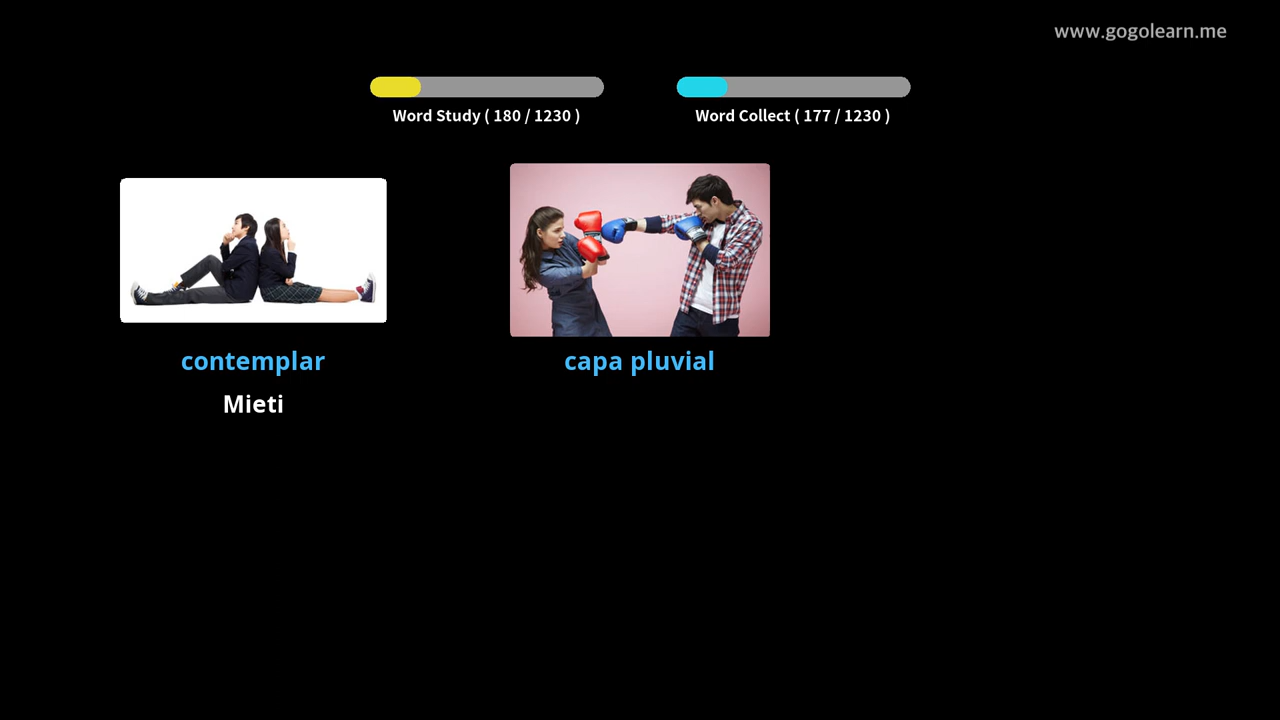 www.gogolearn.me
Word Study ( 180 / 1230 )
Word Collect ( 177 / 1230 )
contemplar
capa pluvial
Mieti